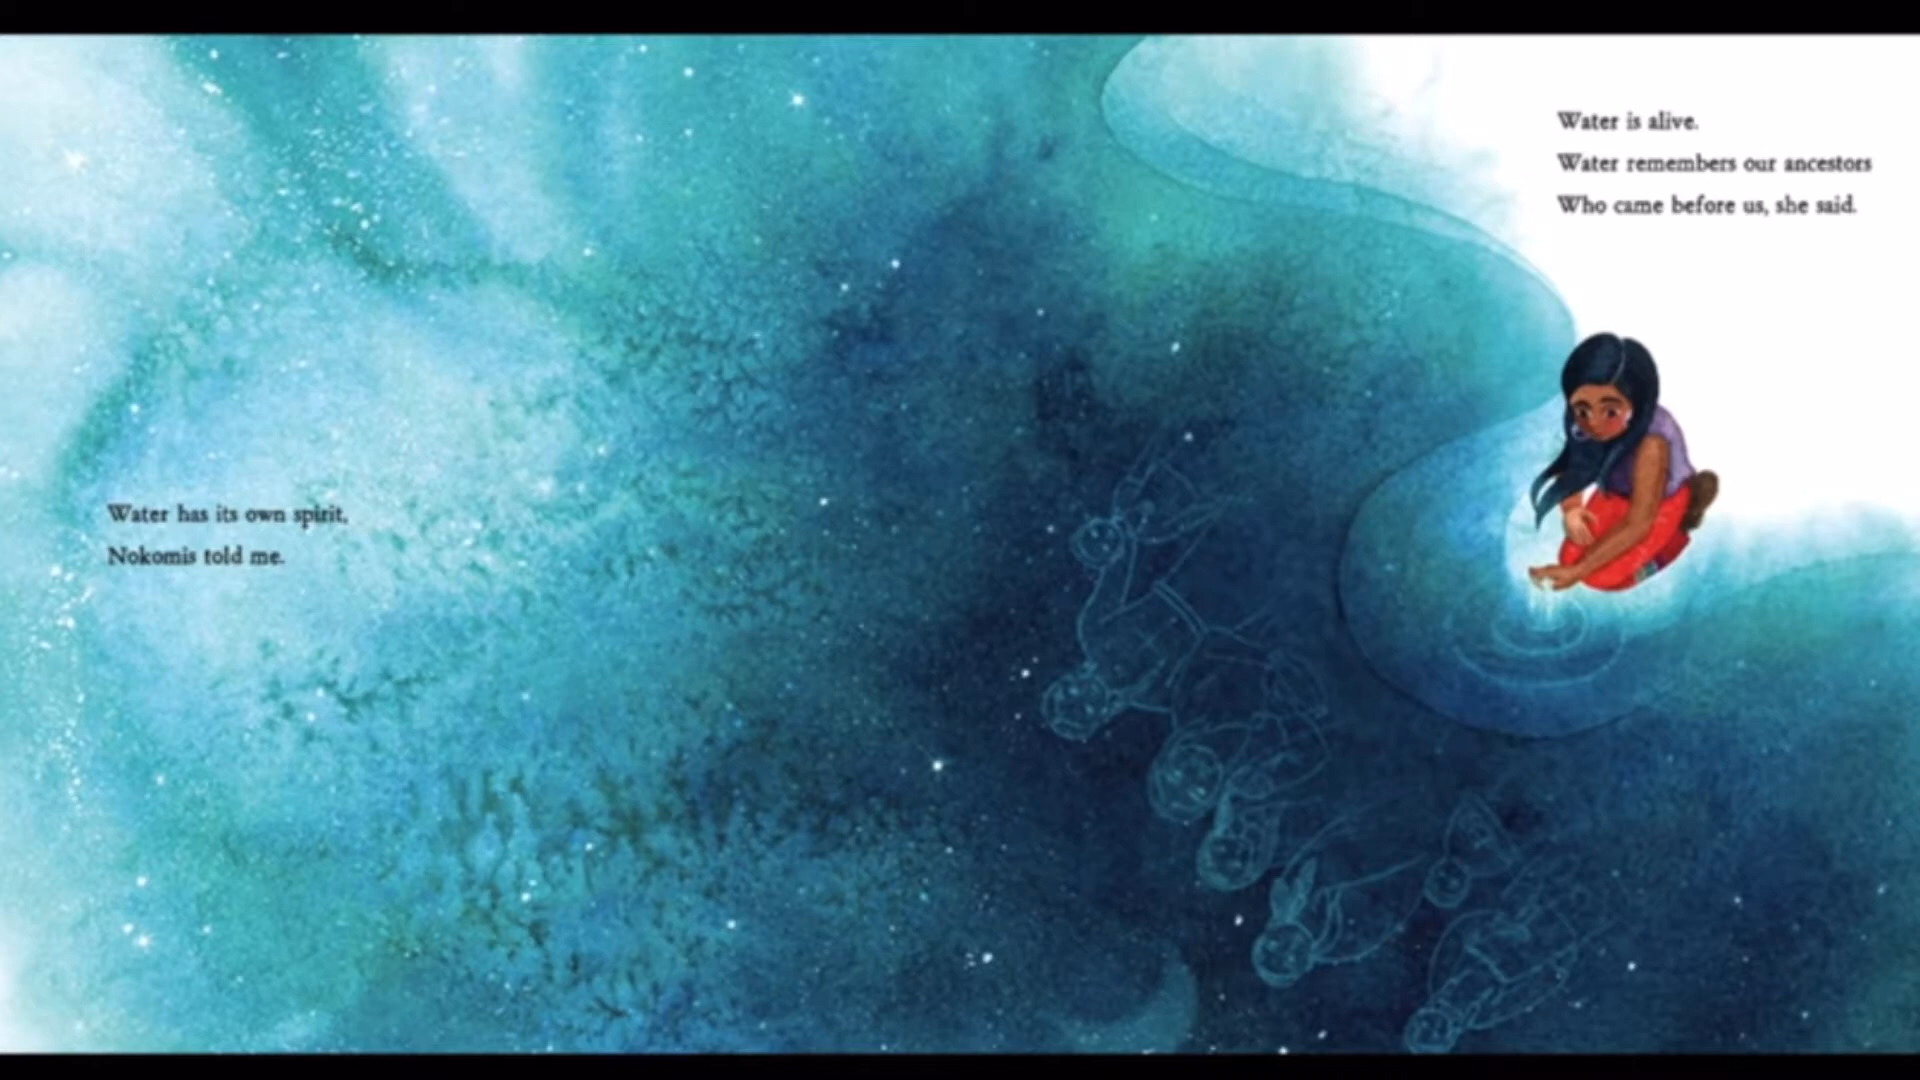 Water has its own spirit,
Nokomis told me.
Water is alive.
Water remembers our ancestors
Who came before us, she said.